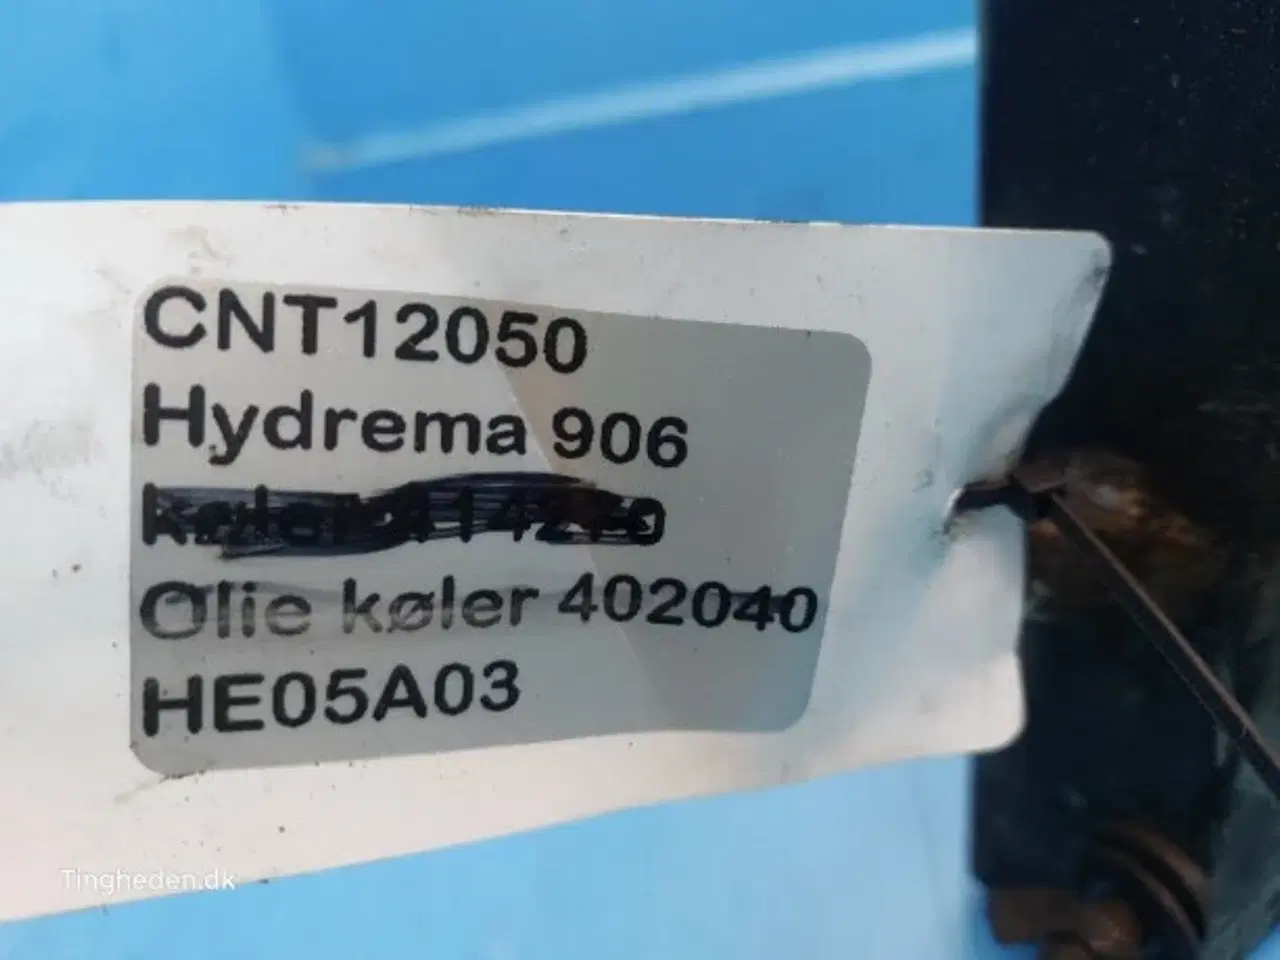 CNT12050
Hydrema 906
Olie køler 402040
HE05A03
Tingheden.dk